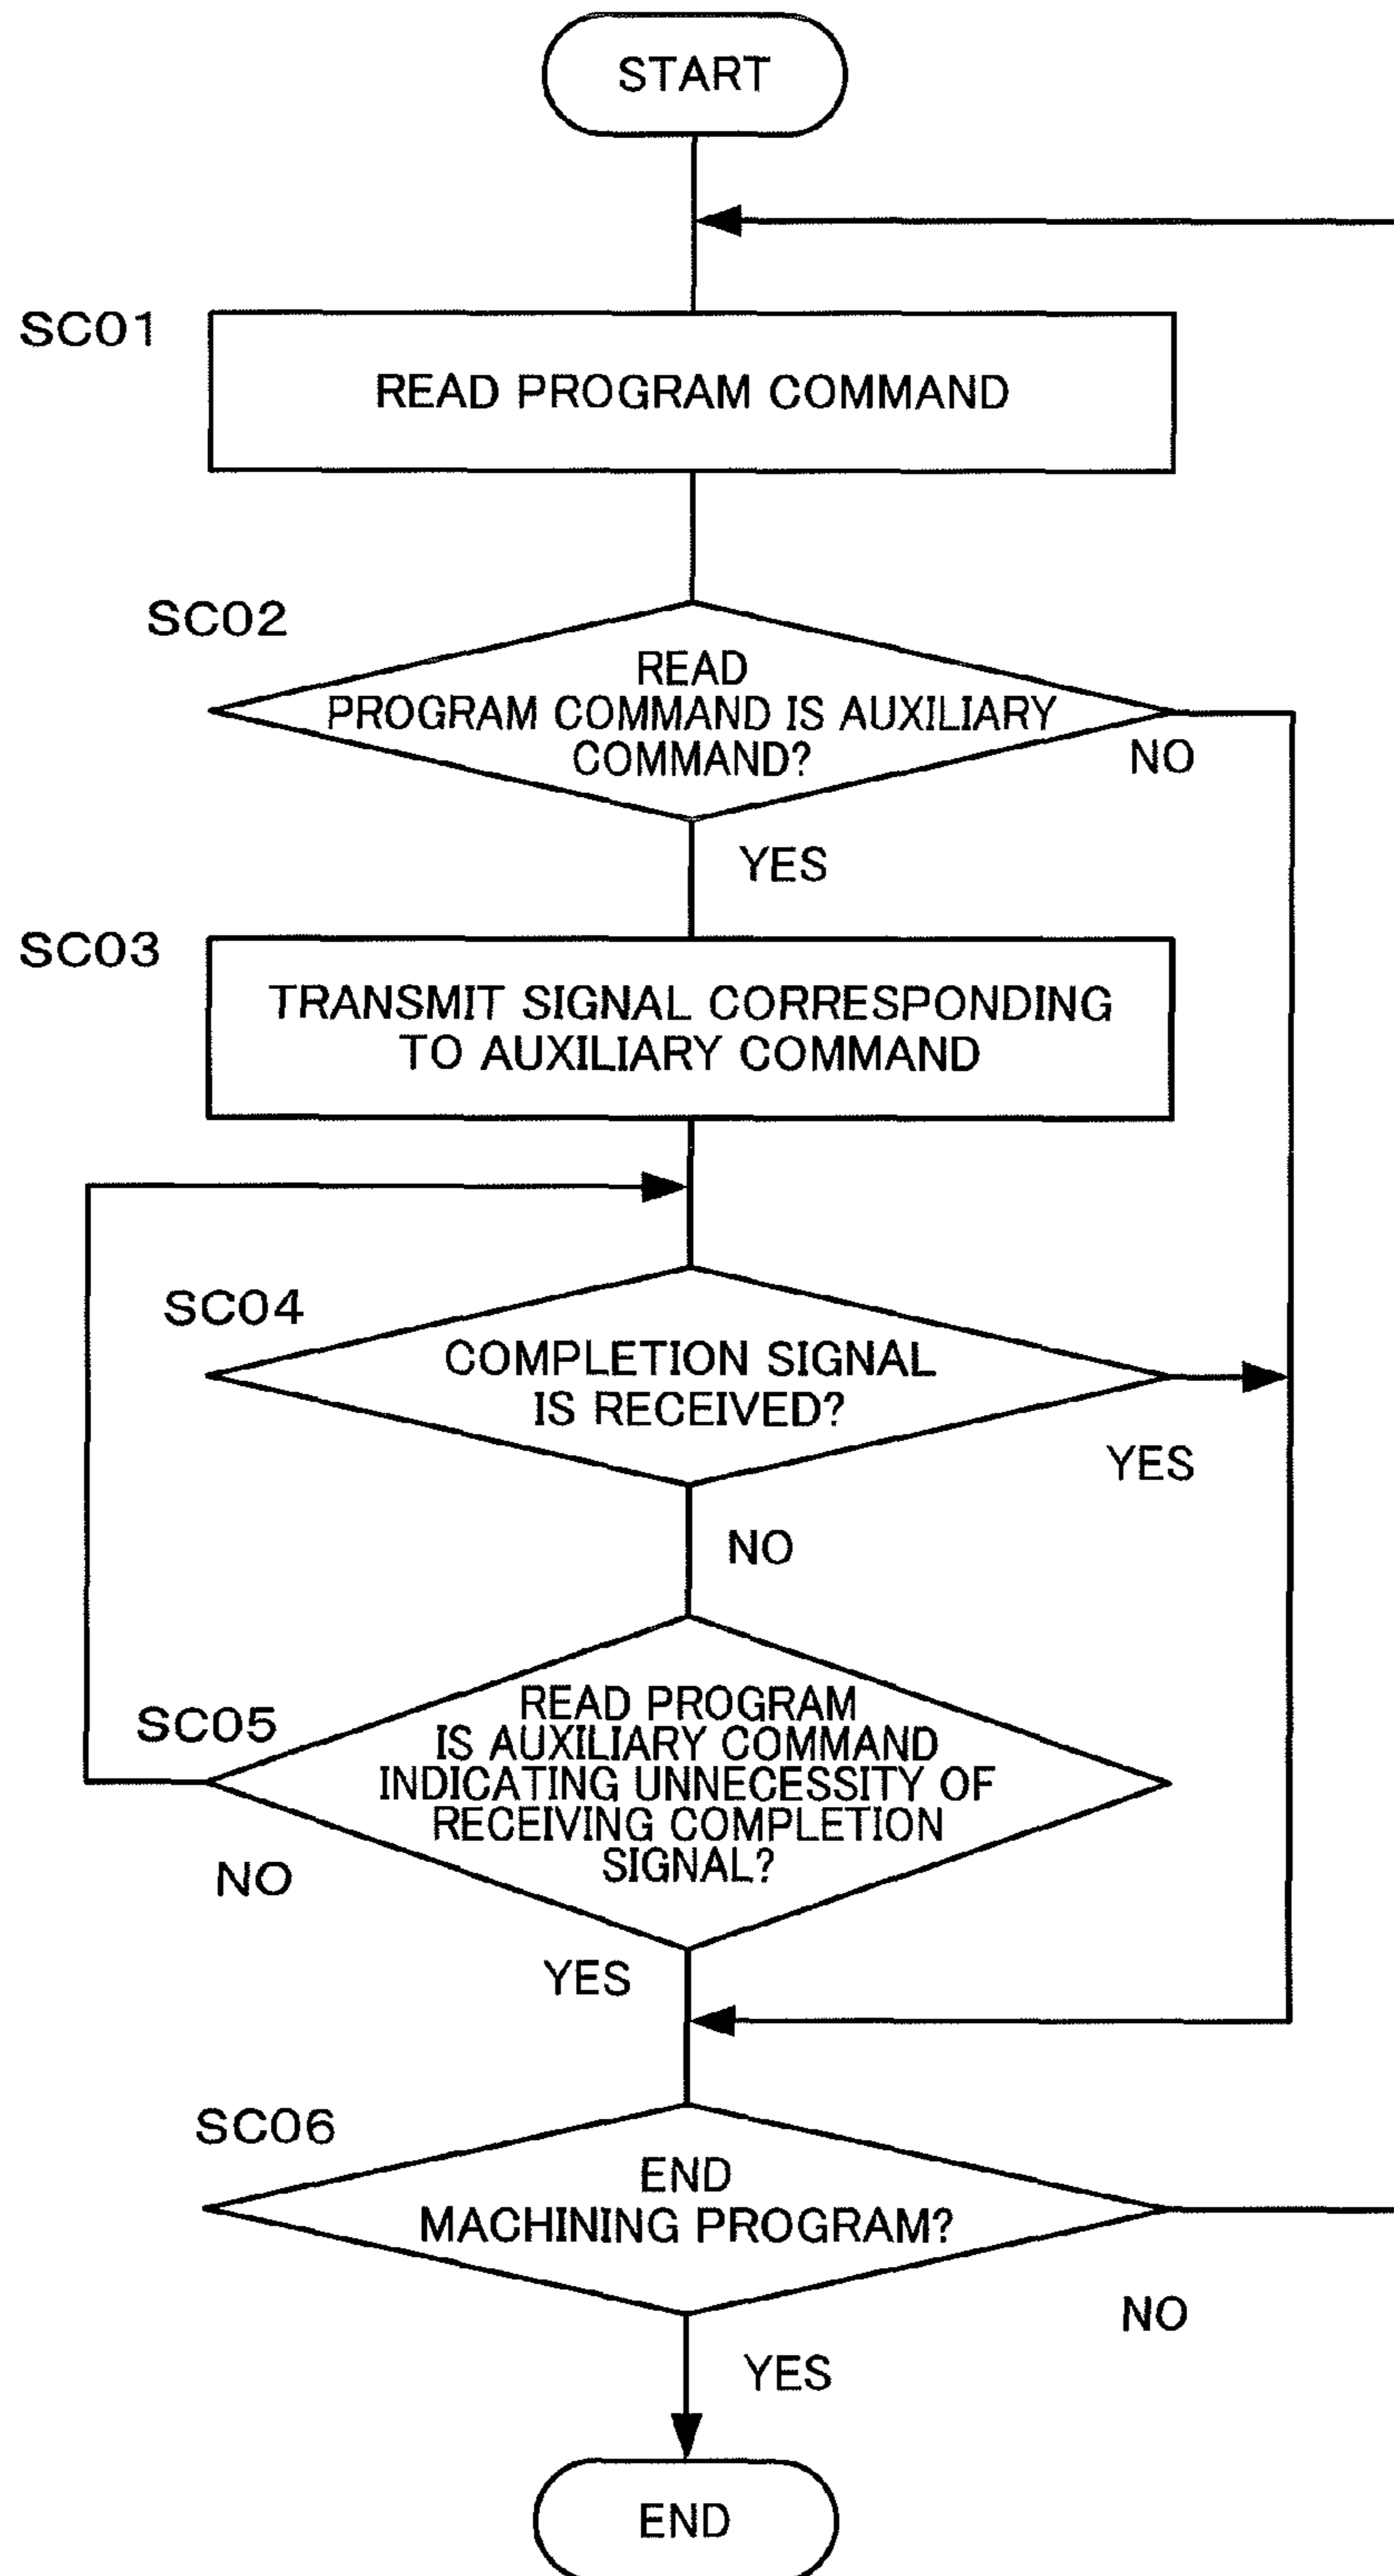 START
SC01
READ PROGRAM COMMAND
SC02
READ
PROGRAM COMMAND IS AUXILIARY
COMMAND?
NO
YES
SC03
TRANSMIT SIGNAL CORRESPONDING
TO AUXILIARY COMMAND
SC04
COMPLETION SIGNAL
IS RECEIVED?
YES
NO
SC05
READ PROGRAM
IS AUXILIARY COMMAND
INDICATING UNNECESSITY OF
RECEIVING COMPLETION
SIGNAL?
NO
YES
SC06
END
MACHINING PROGRAM?
NO
YES
END